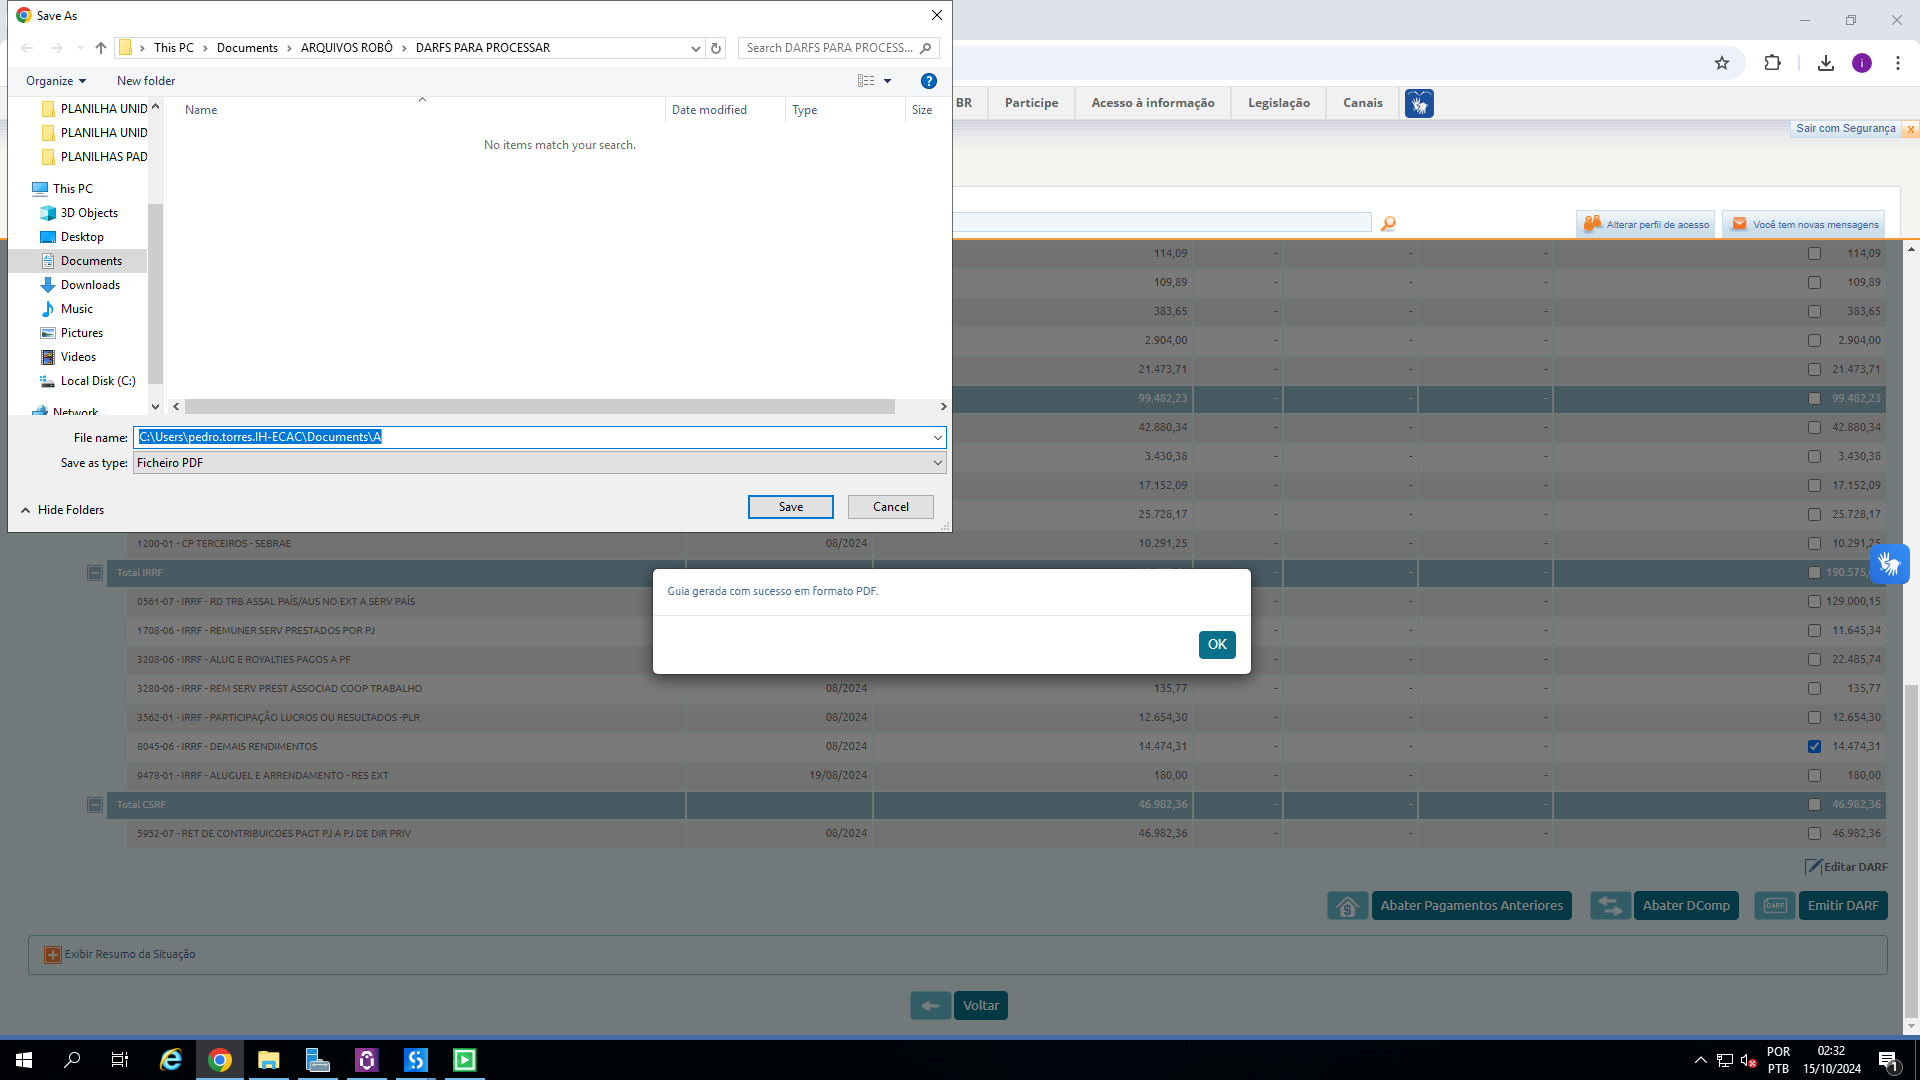 Save As
This PC
Documents
ARQUIVOS ROBÔ
DARFS PARA PROCESSAR
Search DARFS PARA PROCESS...
Organize
New folder
?
PLANILHA UNID
PLANILHA UNID
PLANILHAS PAD
This PC
3D Objects
Desktop
Documents
Downloads
Music
Pictures
Videos
Local Disk (C:)
Network
Name
Date modified
Type
Size
No items match your search.
File name:
C:\Users\pedro.torres.IH-ECAC\Documents\A
Save as type:
Ficheiro PDF
Hide Folders
Save
Cancel
i
BR
Participe
Acesso à informação
Legislação
Canais
Sair com Segurança
x
Alterar perfil de acesso
Você tem novas mensagens
114,09 - - - 114,09
109,89 - - - 109,89
383,65 - - - 383,65
2.904,00 - - - 2.904,00
21.473,71 - - - 21.473,71
99.482,23 - - - 99.482,23
42.880,34 - - - 42.880,34
3.430,38 - - - 3.430,38
17.152,09 - - - 17.152,09
25.728,17 - - - 25.728,17
1200-01 - CP TERCEIROS - SEBRAE 08/2024 10.291,25 - - - 10.291,25
Total IRRF - - - 190.575,
0561-07 - IRRF - RD TRB ASSAL PAÍS/AUS NO EXT A SERV PAÍS - - - 129.000,15
1708-06 - IRRF - REMUNER SERV PRESTADOS POR PJ - - - 11.645,34
3208-06 - IRRF - ALUG E ROYALTIES PAGOS A PF - - - 22.485,74
3280-06 - IRRF - REM SERV PREST ASSOCIAD COOP TRABALHO 08/2024 135,77 - - - 135,77
3562-01 - IRRF - PARTICIPAÇÃO LUCROS OU RESULTADOS -PLR 08/2024 12.654,30 - - - 12.654,30
8045-06 - IRRF - DEMAIS RENDIMENTOS 08/2024 14.474,31 - - - 14.474,31
9478-01 - IRRF - ALUGUEL E ARRENDAMENTO - RES EXT 19/08/2024 180,00 - - - 180,00
Total CSRF 46.982,36 - - - 46.982,36
5952-07 - RET DE CONTRIBUICOES PAGT PJ A PJ DE DIR PRIV 08/2024 46.982,36 - - - 46.982,36
Guia gerada com sucesso em formato PDF.
OK
Editar DARF
Abater Pagamentos Anteriores
Abater DComp
DARF
Emitir DARF
Exibir Resumo da Situação
Voltar
POR
PTB
02:32
15/10/2024
1